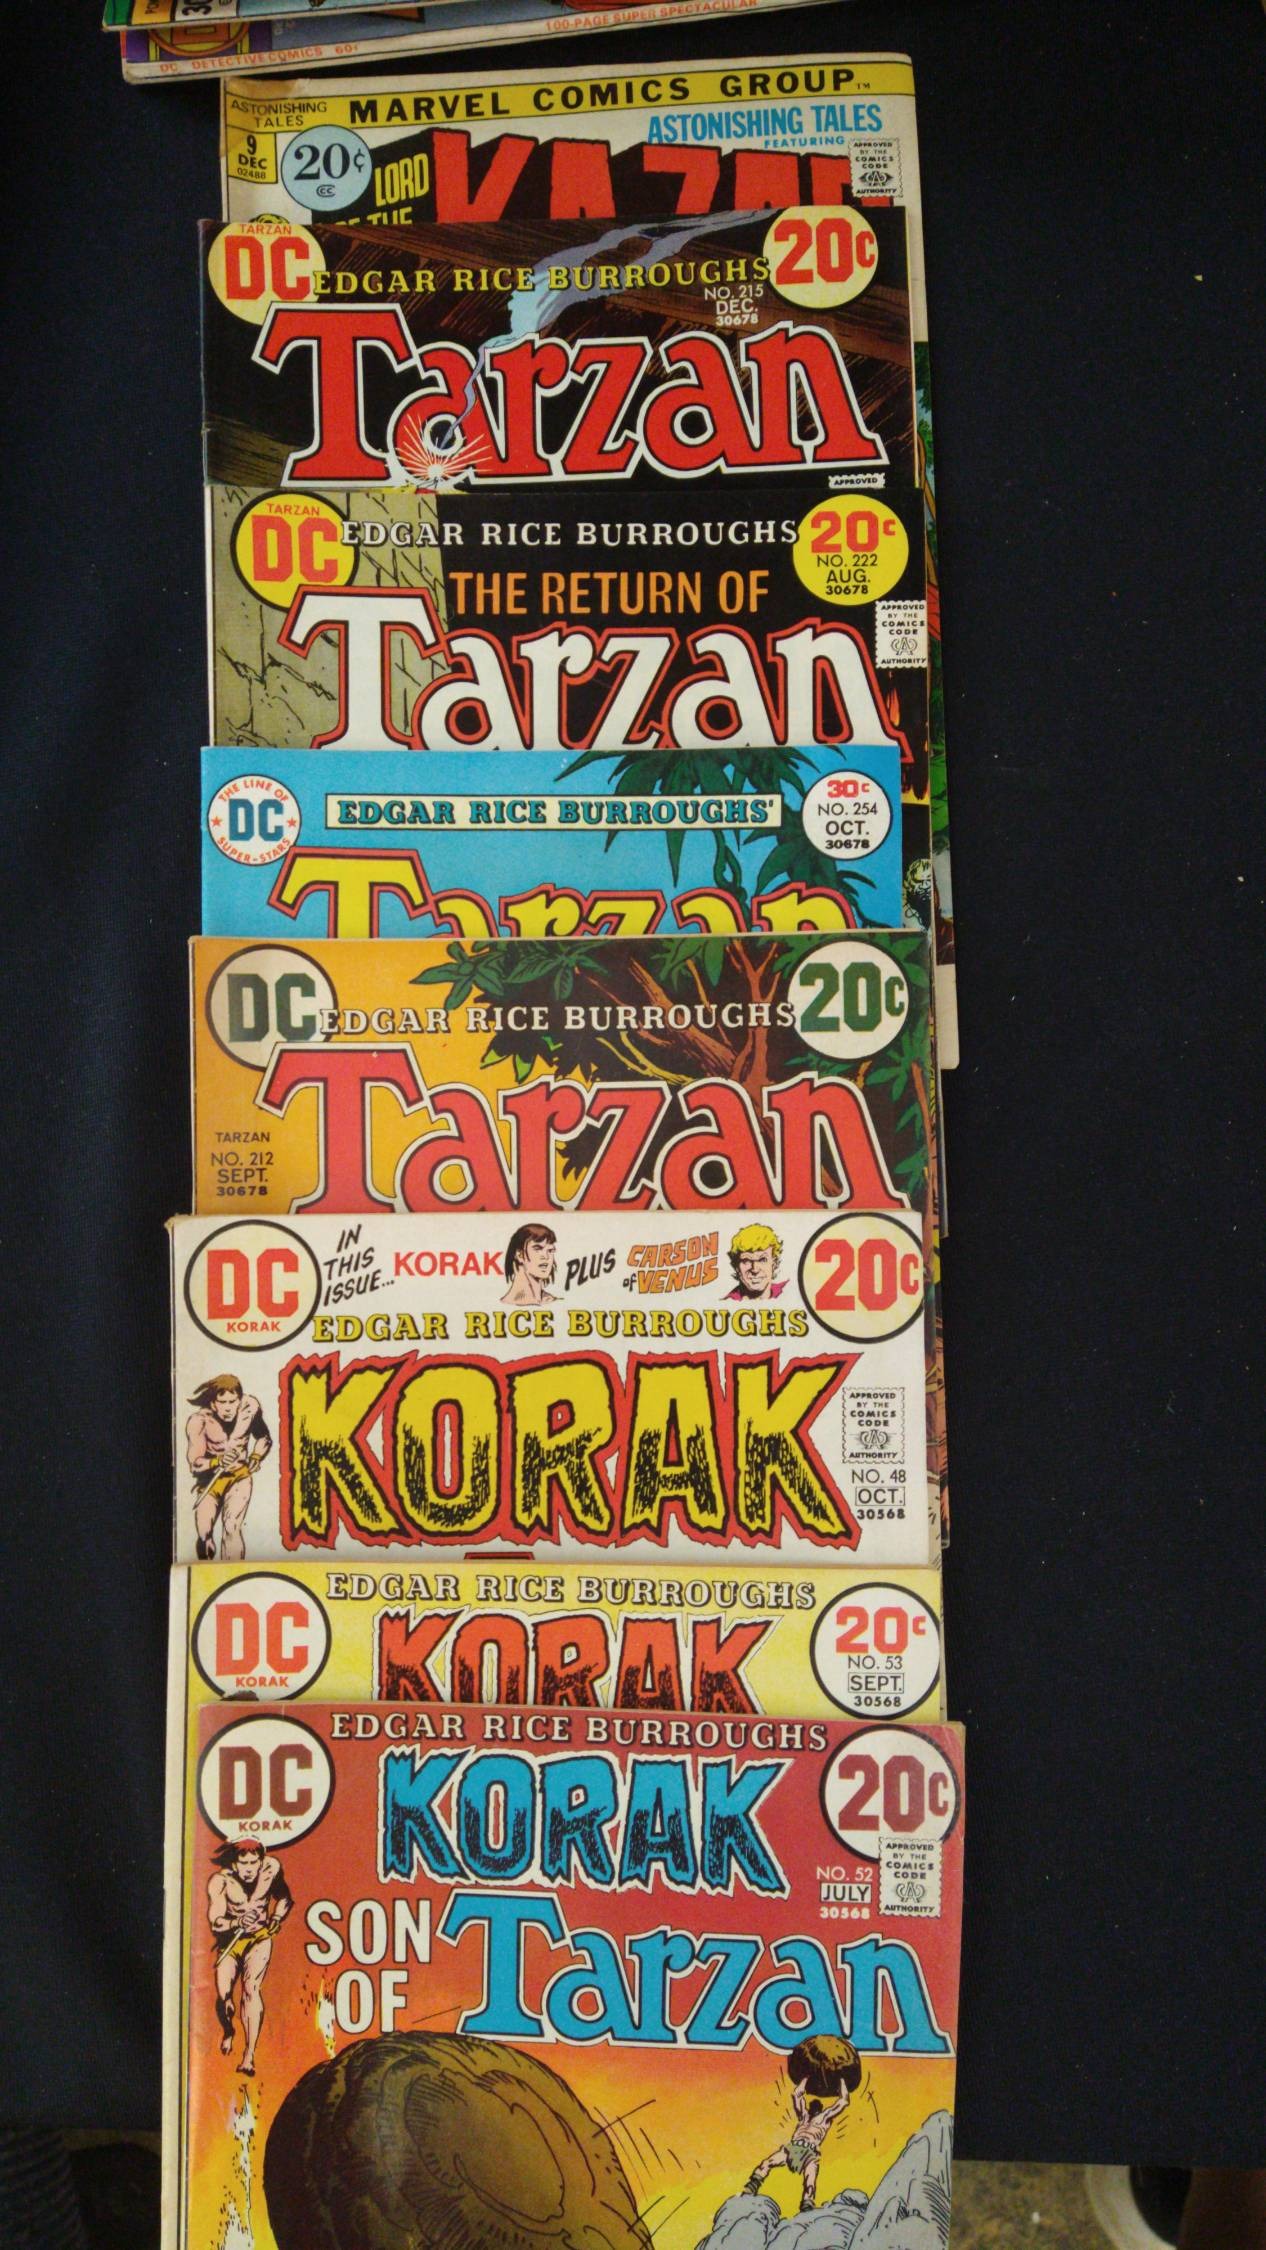 100-PAGE SUPER SPECTACULAR
DC DETECTIVE COMICS 60¢
MARVEL COMICS GROUP™
ASTONISHING
TALES
9
DEC
02488
20¢
CC
ASTONISHING TALES
FEATURING
LORD
OF THE
KAZAR
APPROVED
BY THE
COMICS
CODE
AUTHORITY
TARZAN
DC
EDGAR RICE BURROUGHS
20c
NO. 215
DEC.
30678
Tarzan
APPROVED
TARZAN
DC
EDGAR RICE BURROUGHS
20c
NO. 222
AUG.
30678
THE RETURN OF
Tarzan
APPROVED
BY THE
COMICS
CODE
AUTHORITY
THE LINE OF
DC
SUPER-STARS
EDGAR RICE BURROUGHS'
30c
NO. 254
OCT.
30678
Tarzan
DC
EDGAR RICE BURROUGHS
20c
Tarzan
TARZAN
NO. 212
SEPT.
30678
DC
KORAK
IN
THIS
ISSUE...
KORAK
PLUS
CARSON
of VENUS
20c
EDGAR RICE BURROUGHS
KORAK
APPROVED
BY THE
COMICS
CODE
AUTHORITY
NO. 48
OCT.
30568
DC
KORAK
EDGAR RICE BURROUGHS
KORAK
20c
NO. 53
SEPT.
30568
DC
KORAK
EDGAR RICE BURROUGHS
KORAK
20c
NO. 52
JULY
30568
APPROVED
BY THE
COMICS
CODE
AUTHORITY
SON
OF
Tarzan